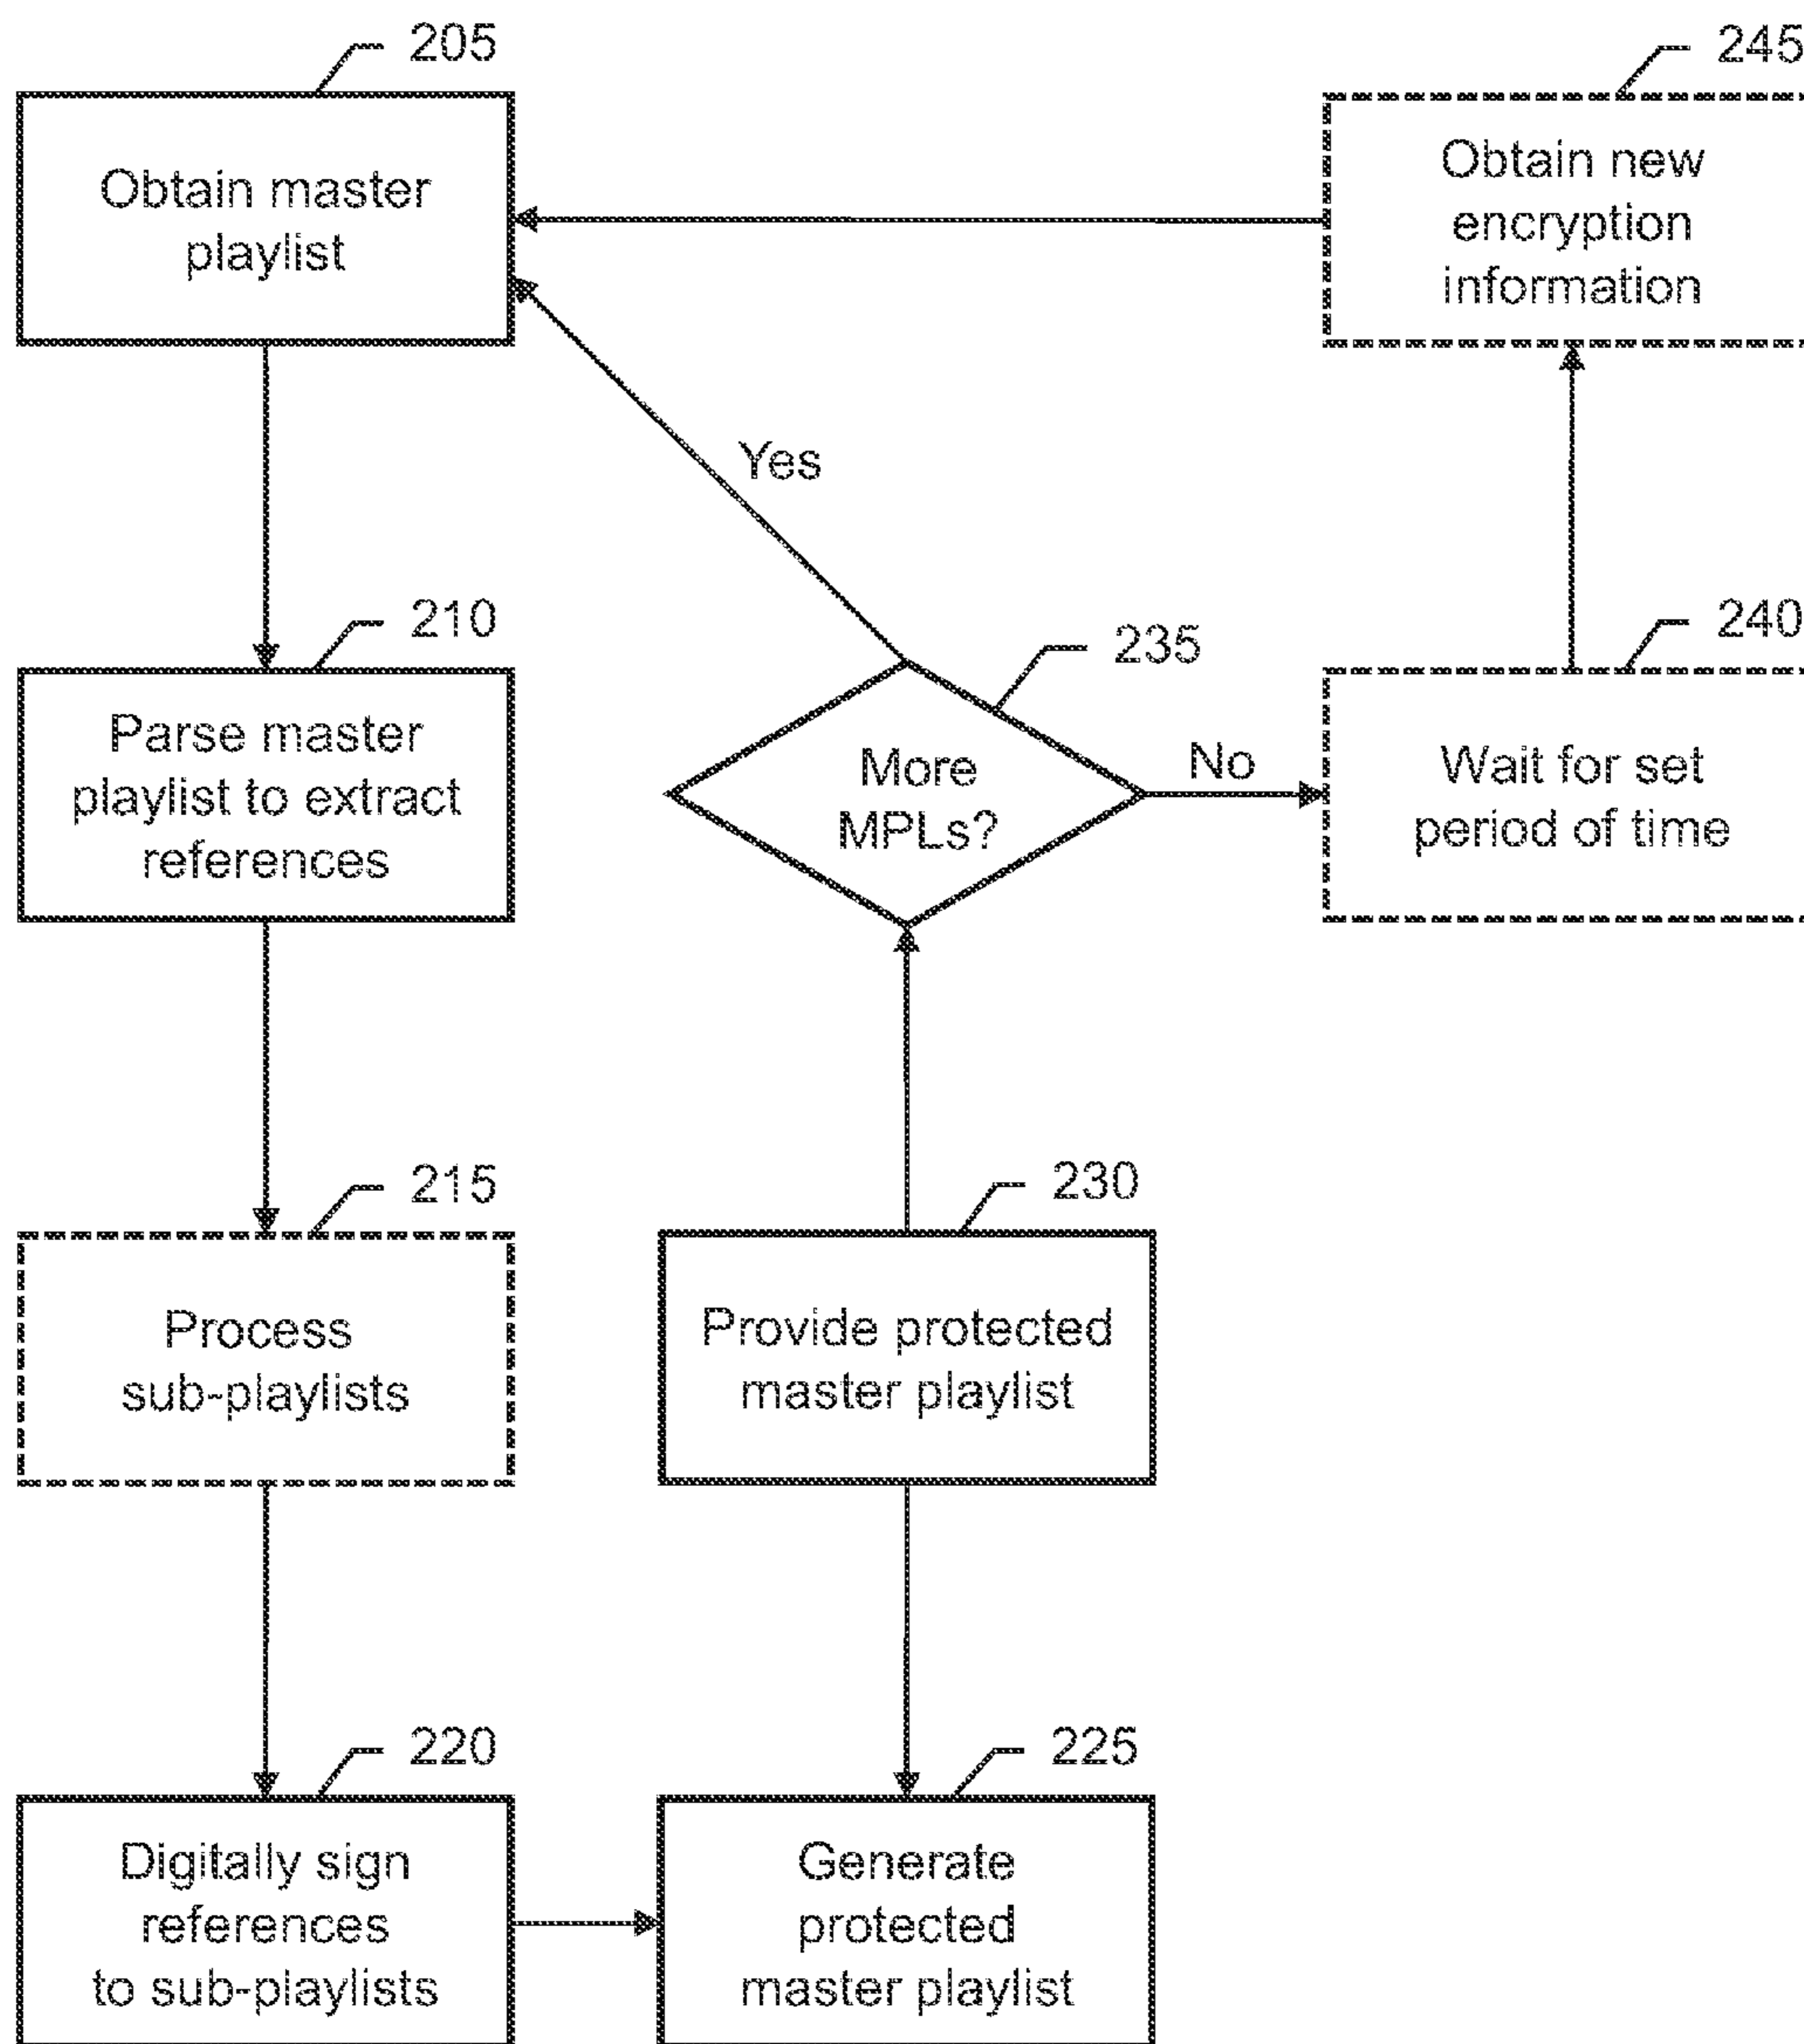 205
Obtain master
playlist
245
Obtain new
encryption
information
Yes
210
Parse master
playlist to extract
references
235
More
MPLs?
No
240
Wait for set
period of time
215
Process
sub-playlists
230
Provide protected
master playlist
220
Digitally sign
references
to sub-playlists
225
Generate
protected
master playlist